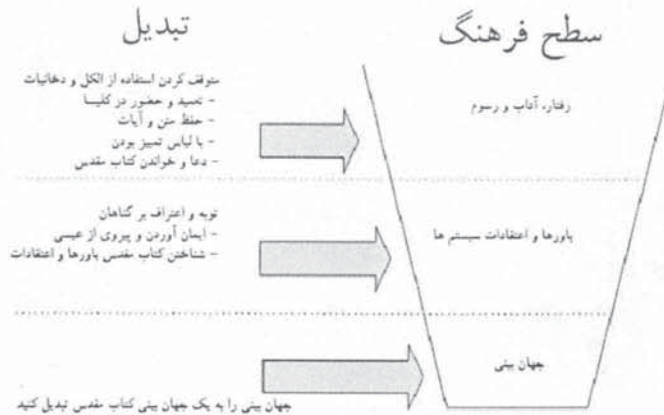 سطح فرهنگ
تبدیل
رفتار، آداب و رسوم
متوقف کردن استفاده از الکل و دخانیات
- تعمید و حضور در کلیسا
- حفظ متن و آیات
- با لباس تمیز بودن
- دعا و خواندن کتاب مقدس
باورها و اعتقادات سیستم ها
توبه و اعتراف بر گناهان
- ایمان آوردن و پیروی از عیسی
- شناختن کتاب مقدس باورها و اعتقادات
جهان بینی
جهان بینی را به یک جهان بینی کتاب مقدس تبدیل کنید